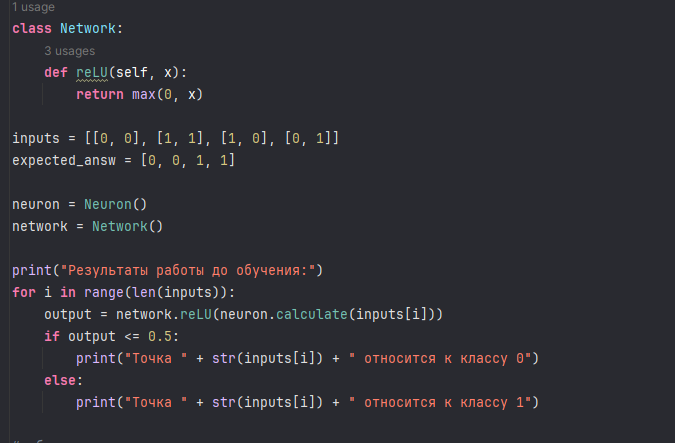 1 usage
class Network:
3 usages
def reLU(self, x):
return max(0, x)
inputs = [[0, 0], [1, 1], [1, 0], [0, 1]]
expected_answ = [0, 0, 1, 1]
neuron = Neuron()
network = Network()
print("Результаты работы до обучения:")
for i in range(len(inputs)):
output = network.reLU(neuron.calculate(inputs[i]))
if output <= 0.5:
print("Точка " + str(inputs[i]) + " относится к классу 0")
else:
print("Точка " + str(inputs[i]) + " относится к классу 1")